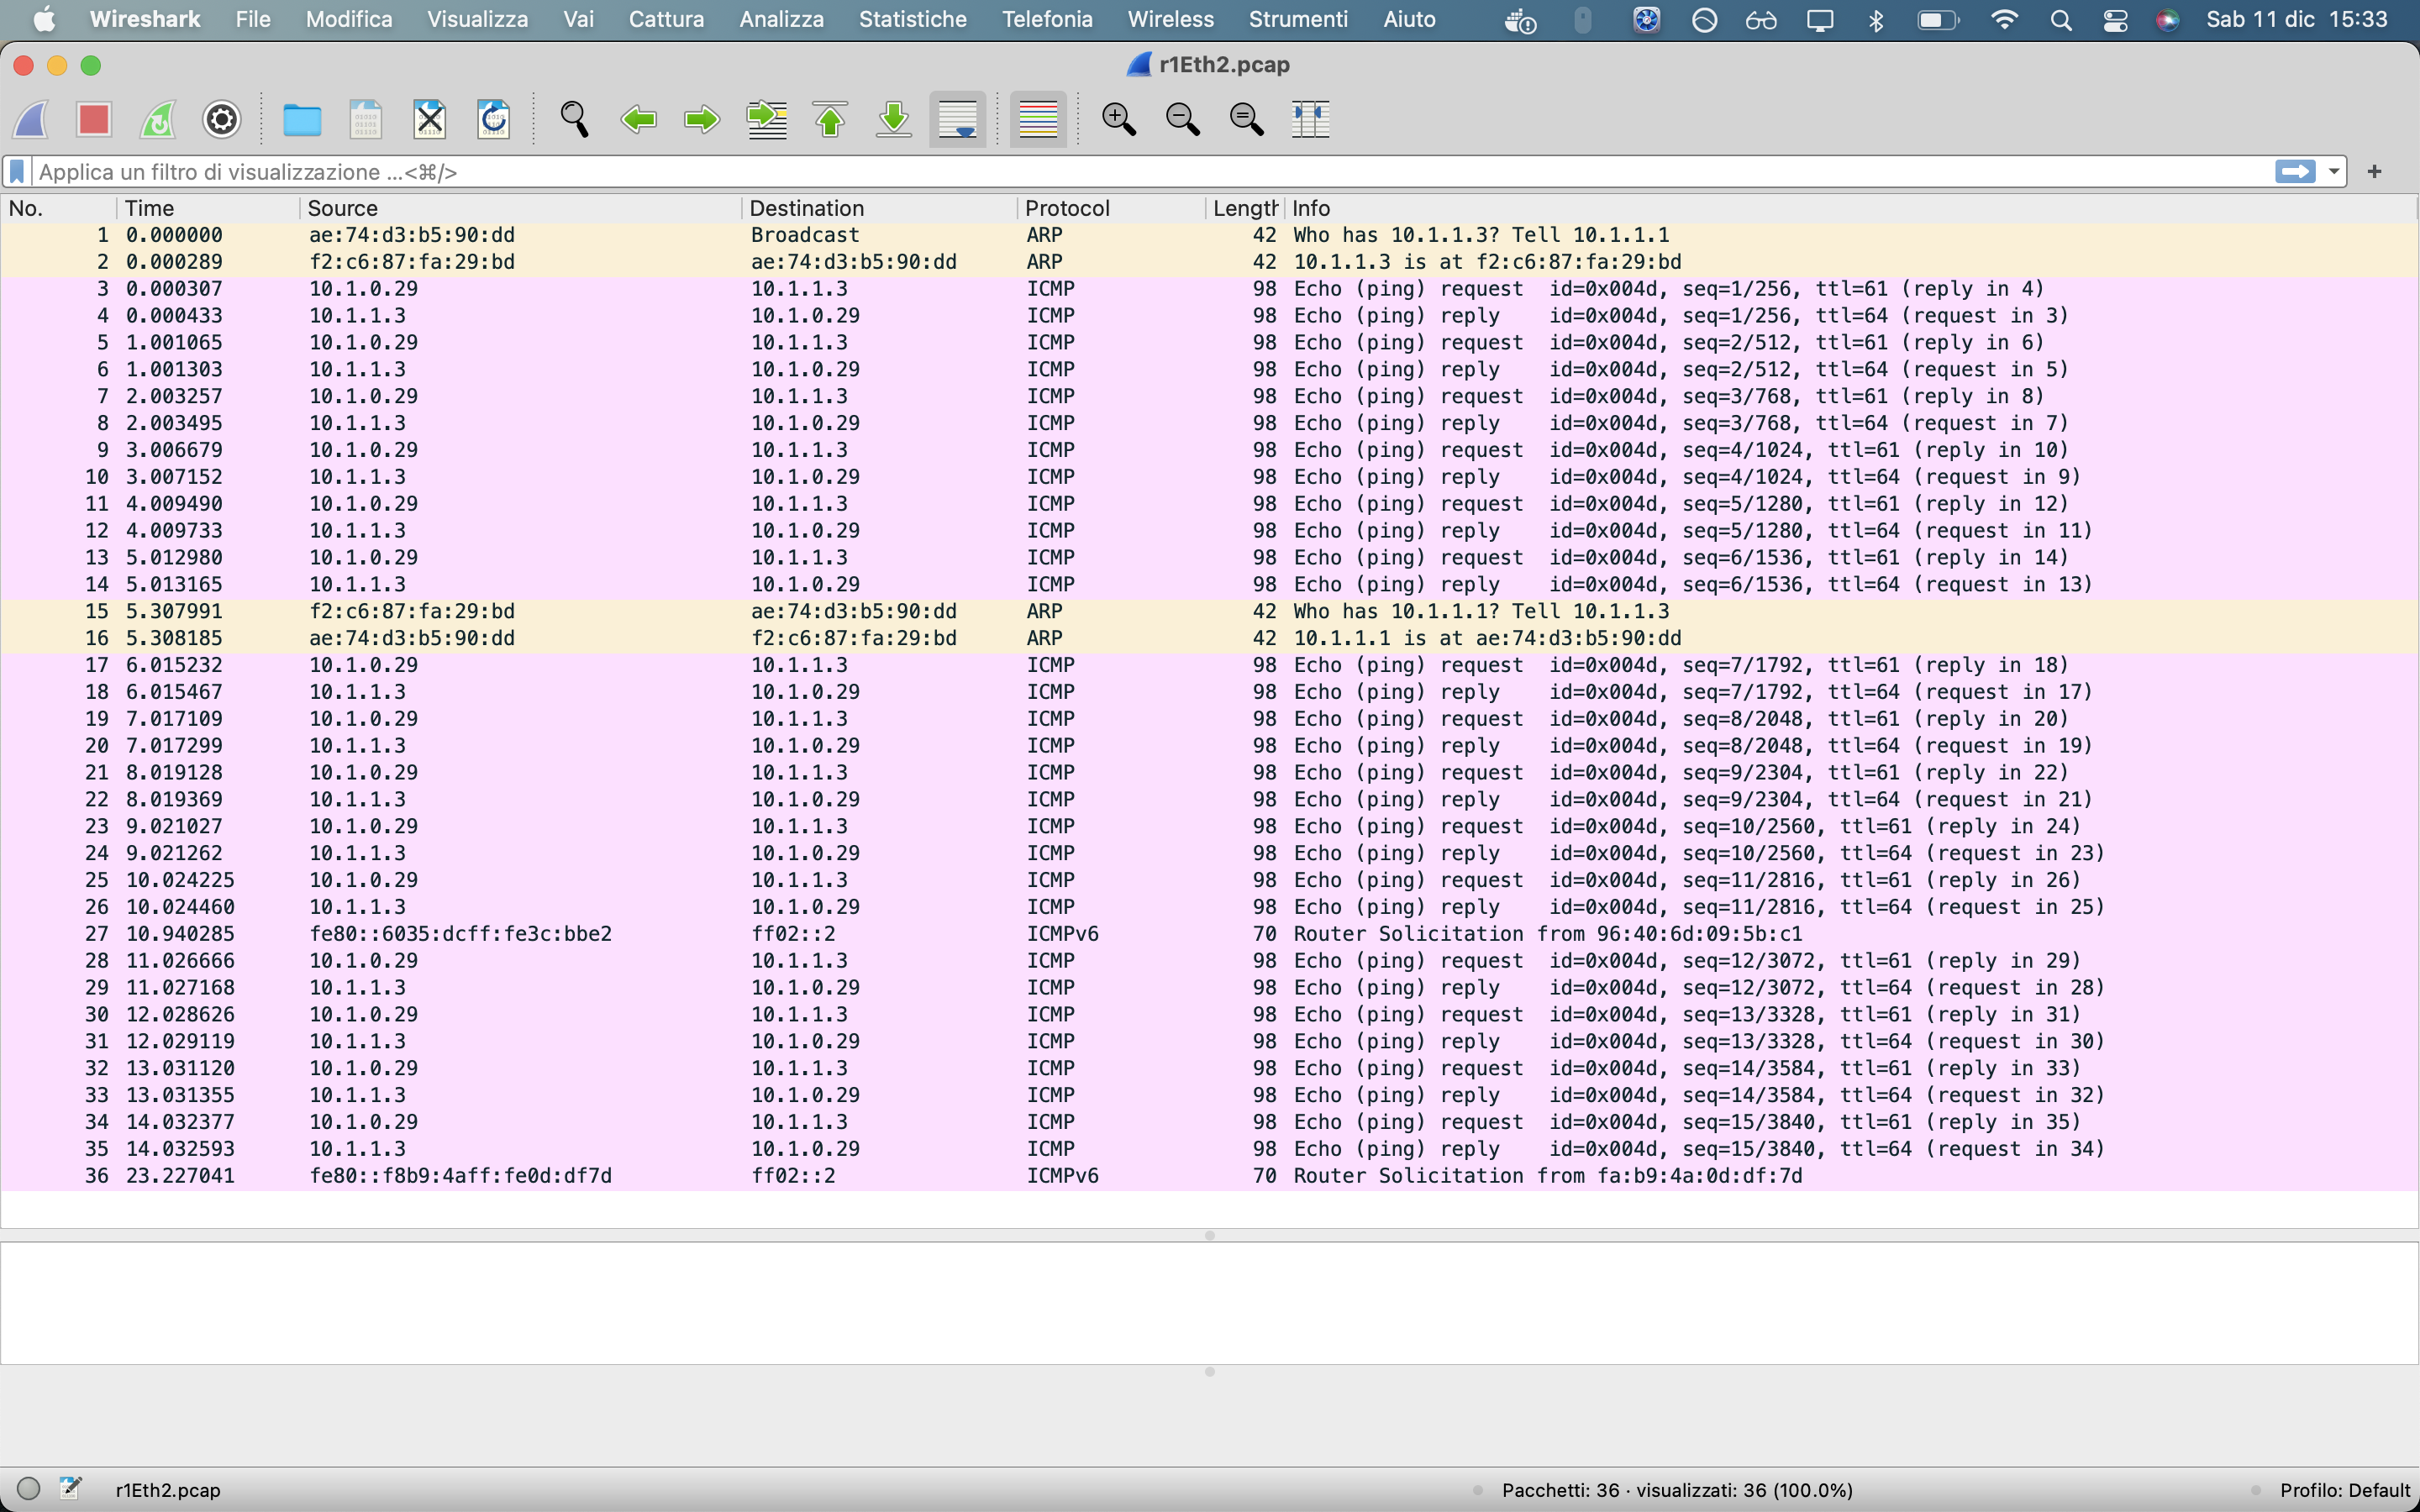 Wireshark File Modifica Visualizza Vai Cattura Analizza Statistiche Telefonia Wireless Strumenti Aiuto Sab 11 dic 15:33
r1Eth2.pcap
Applica un filtro di visualizzazione ...<⌘/>
No. Time Source Destination Protocol Length Info
1 0.000000 ae:74:d3:b5:90:dd Broadcast ARP 42 Who has 10.1.1.3? Tell 10.1.1.1
2 0.000289 f2:c6:87:fa:29:bd ae:74:d3:b5:90:dd ARP 42 10.1.1.3 is at f2:c6:87:fa:29:bd
3 0.000307 10.1.0.29 10.1.1.3 ICMP 98 Echo (ping) request id=0x004d, seq=1/256, ttl=61 (reply in 4)
4 0.000433 10.1.1.3 10.1.0.29 ICMP 98 Echo (ping) reply id=0x004d, seq=1/256, ttl=64 (request in 3)
5 1.001065 10.1.0.29 10.1.1.3 ICMP 98 Echo (ping) request id=0x004d, seq=2/512, ttl=61 (reply in 6)
6 1.001303 10.1.1.3 10.1.0.29 ICMP 98 Echo (ping) reply id=0x004d, seq=2/512, ttl=64 (request in 5)
7 2.003257 10.1.0.29 10.1.1.3 ICMP 98 Echo (ping) request id=0x004d, seq=3/768, ttl=61 (reply in 8)
8 2.003495 10.1.1.3 10.1.0.29 ICMP 98 Echo (ping) reply id=0x004d, seq=3/768, ttl=64 (request in 7)
9 3.006679 10.1.0.29 10.1.1.3 ICMP 98 Echo (ping) request id=0x004d, seq=4/1024, ttl=61 (reply in 10)
10 3.007152 10.1.1.3 10.1.0.29 ICMP 98 Echo (ping) reply id=0x004d, seq=4/1024, ttl=64 (request in 9)
11 4.009490 10.1.0.29 10.1.1.3 ICMP 98 Echo (ping) request id=0x004d, seq=5/1280, ttl=61 (reply in 12)
12 4.009733 10.1.1.3 10.1.0.29 ICMP 98 Echo (ping) reply id=0x004d, seq=5/1280, ttl=64 (request in 11)
13 5.012980 10.1.0.29 10.1.1.3 ICMP 98 Echo (ping) request id=0x004d, seq=6/1536, ttl=61 (reply in 14)
14 5.013165 10.1.1.3 10.1.0.29 ICMP 98 Echo (ping) reply id=0x004d, seq=6/1536, ttl=64 (request in 13)
15 5.307991 f2:c6:87:fa:29:bd ae:74:d3:b5:90:dd ARP 42 Who has 10.1.1.1? Tell 10.1.1.3
16 5.308185 ae:74:d3:b5:90:dd f2:c6:87:fa:29:bd ARP 42 10.1.1.1 is at ae:74:d3:b5:90:dd
17 6.015232 10.1.0.29 10.1.1.3 ICMP 98 Echo (ping) request id=0x004d, seq=7/1792, ttl=61 (reply in 18)
18 6.015467 10.1.1.3 10.1.0.29 ICMP 98 Echo (ping) reply id=0x004d, seq=7/1792, ttl=64 (request in 17)
19 7.017109 10.1.0.29 10.1.1.3 ICMP 98 Echo (ping) request id=0x004d, seq=8/2048, ttl=61 (reply in 20)
20 7.017299 10.1.1.3 10.1.0.29 ICMP 98 Echo (ping) reply id=0x004d, seq=8/2048, ttl=64 (request in 19)
21 8.019128 10.1.0.29 10.1.1.3 ICMP 98 Echo (ping) request id=0x004d, seq=9/2304, ttl=61 (reply in 22)
22 8.019369 10.1.1.3 10.1.0.29 ICMP 98 Echo (ping) reply id=0x004d, seq=9/2304, ttl=64 (request in 21)
23 9.021027 10.1.0.29 10.1.1.3 ICMP 98 Echo (ping) request id=0x004d, seq=10/2560, ttl=61 (reply in 24)
24 9.021262 10.1.1.3 10.1.0.29 ICMP 98 Echo (ping) reply id=0x004d, seq=10/2560, ttl=64 (request in 23)
25 10.024225 10.1.0.29 10.1.1.3 ICMP 98 Echo (ping) request id=0x004d, seq=11/2816, ttl=61 (reply in 26)
26 10.024460 10.1.1.3 10.1.0.29 ICMP 98 Echo (ping) reply id=0x004d, seq=11/2816, ttl=64 (request in 25)
27 10.940285 fe80::6035:dcff:fe3c:bbe2 ff02::2 ICMPv6 70 Router Solicitation from 96:40:6d:09:5b:c1
28 11.026666 10.1.0.29 10.1.1.3 ICMP 98 Echo (ping) request id=0x004d, seq=12/3072, ttl=61 (reply in 29)
29 11.027168 10.1.1.3 10.1.0.29 ICMP 98 Echo (ping) reply id=0x004d, seq=12/3072, ttl=64 (request in 28)
30 12.028626 10.1.0.29 10.1.1.3 ICMP 98 Echo (ping) request id=0x004d, seq=13/3328, ttl=61 (reply in 31)
31 12.029119 10.1.1.3 10.1.0.29 ICMP 98 Echo (ping) reply id=0x004d, seq=13/3328, ttl=64 (request in 30)
32 13.031120 10.1.0.29 10.1.1.3 ICMP 98 Echo (ping) request id=0x004d, seq=14/3584, ttl=61 (reply in 33)
33 13.031355 10.1.1.3 10.1.0.29 ICMP 98 Echo (ping) reply id=0x004d, seq=14/3584, ttl=64 (request in 32)
34 14.032377 10.1.0.29 10.1.1.3 ICMP 98 Echo (ping) request id=0x004d, seq=15/3840, ttl=61 (reply in 35)
35 14.032593 10.1.1.3 10.1.0.29 ICMP 98 Echo (ping) reply id=0x004d, seq=15/3840, ttl=64 (request in 34)
36 23.227041 fe80::f8b9:4aff:fe0d:df7d ff02::2 ICMPv6 70 Router Solicitation from fa:b9:4a:0d:df:7d
r1Eth2.pcap Pacchetti: 36 · visualizzati: 36 (100.0%) Profilo: Default